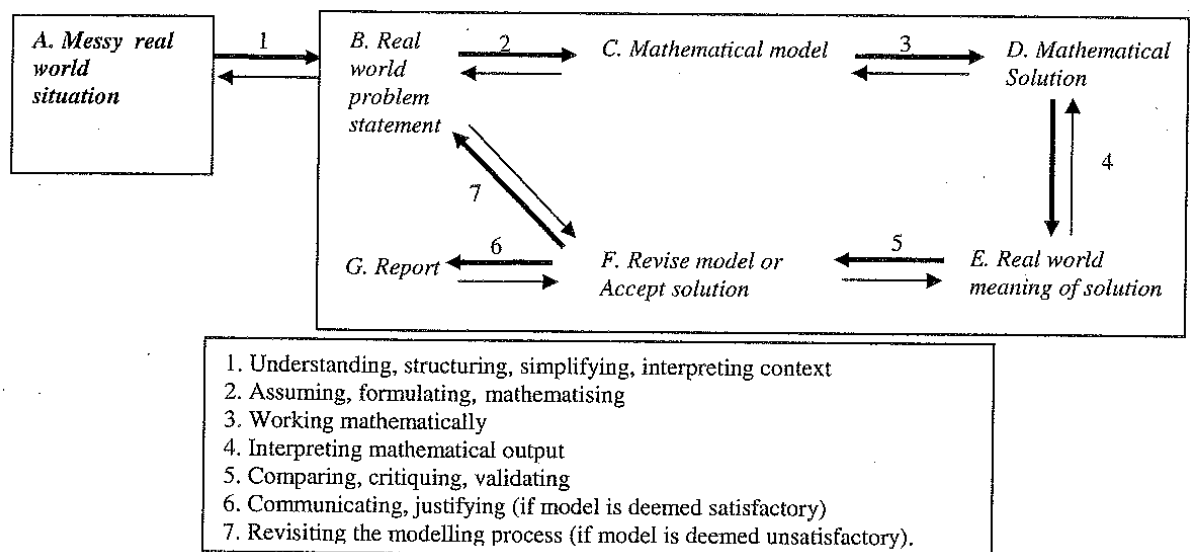 A. Messy real
world
situation
1
B. Real
world
problem
statement
2
C. Mathematical model
3
D. Mathematical
Solution
4
7
6
5
G. Report
F. Revise model or
Accept solution
E. Real world
meaning of solution
1. Understanding, structuring, simplifying, interpreting context
2. Assuming, formulating, mathematising
3. Working mathematically
4. Interpreting mathematical output
5. Comparing, critiquing, validating
6. Communicating, justifying (if model is deemed satisfactory)
7. Revisiting the modelling process (if model is deemed unsatisfactory).